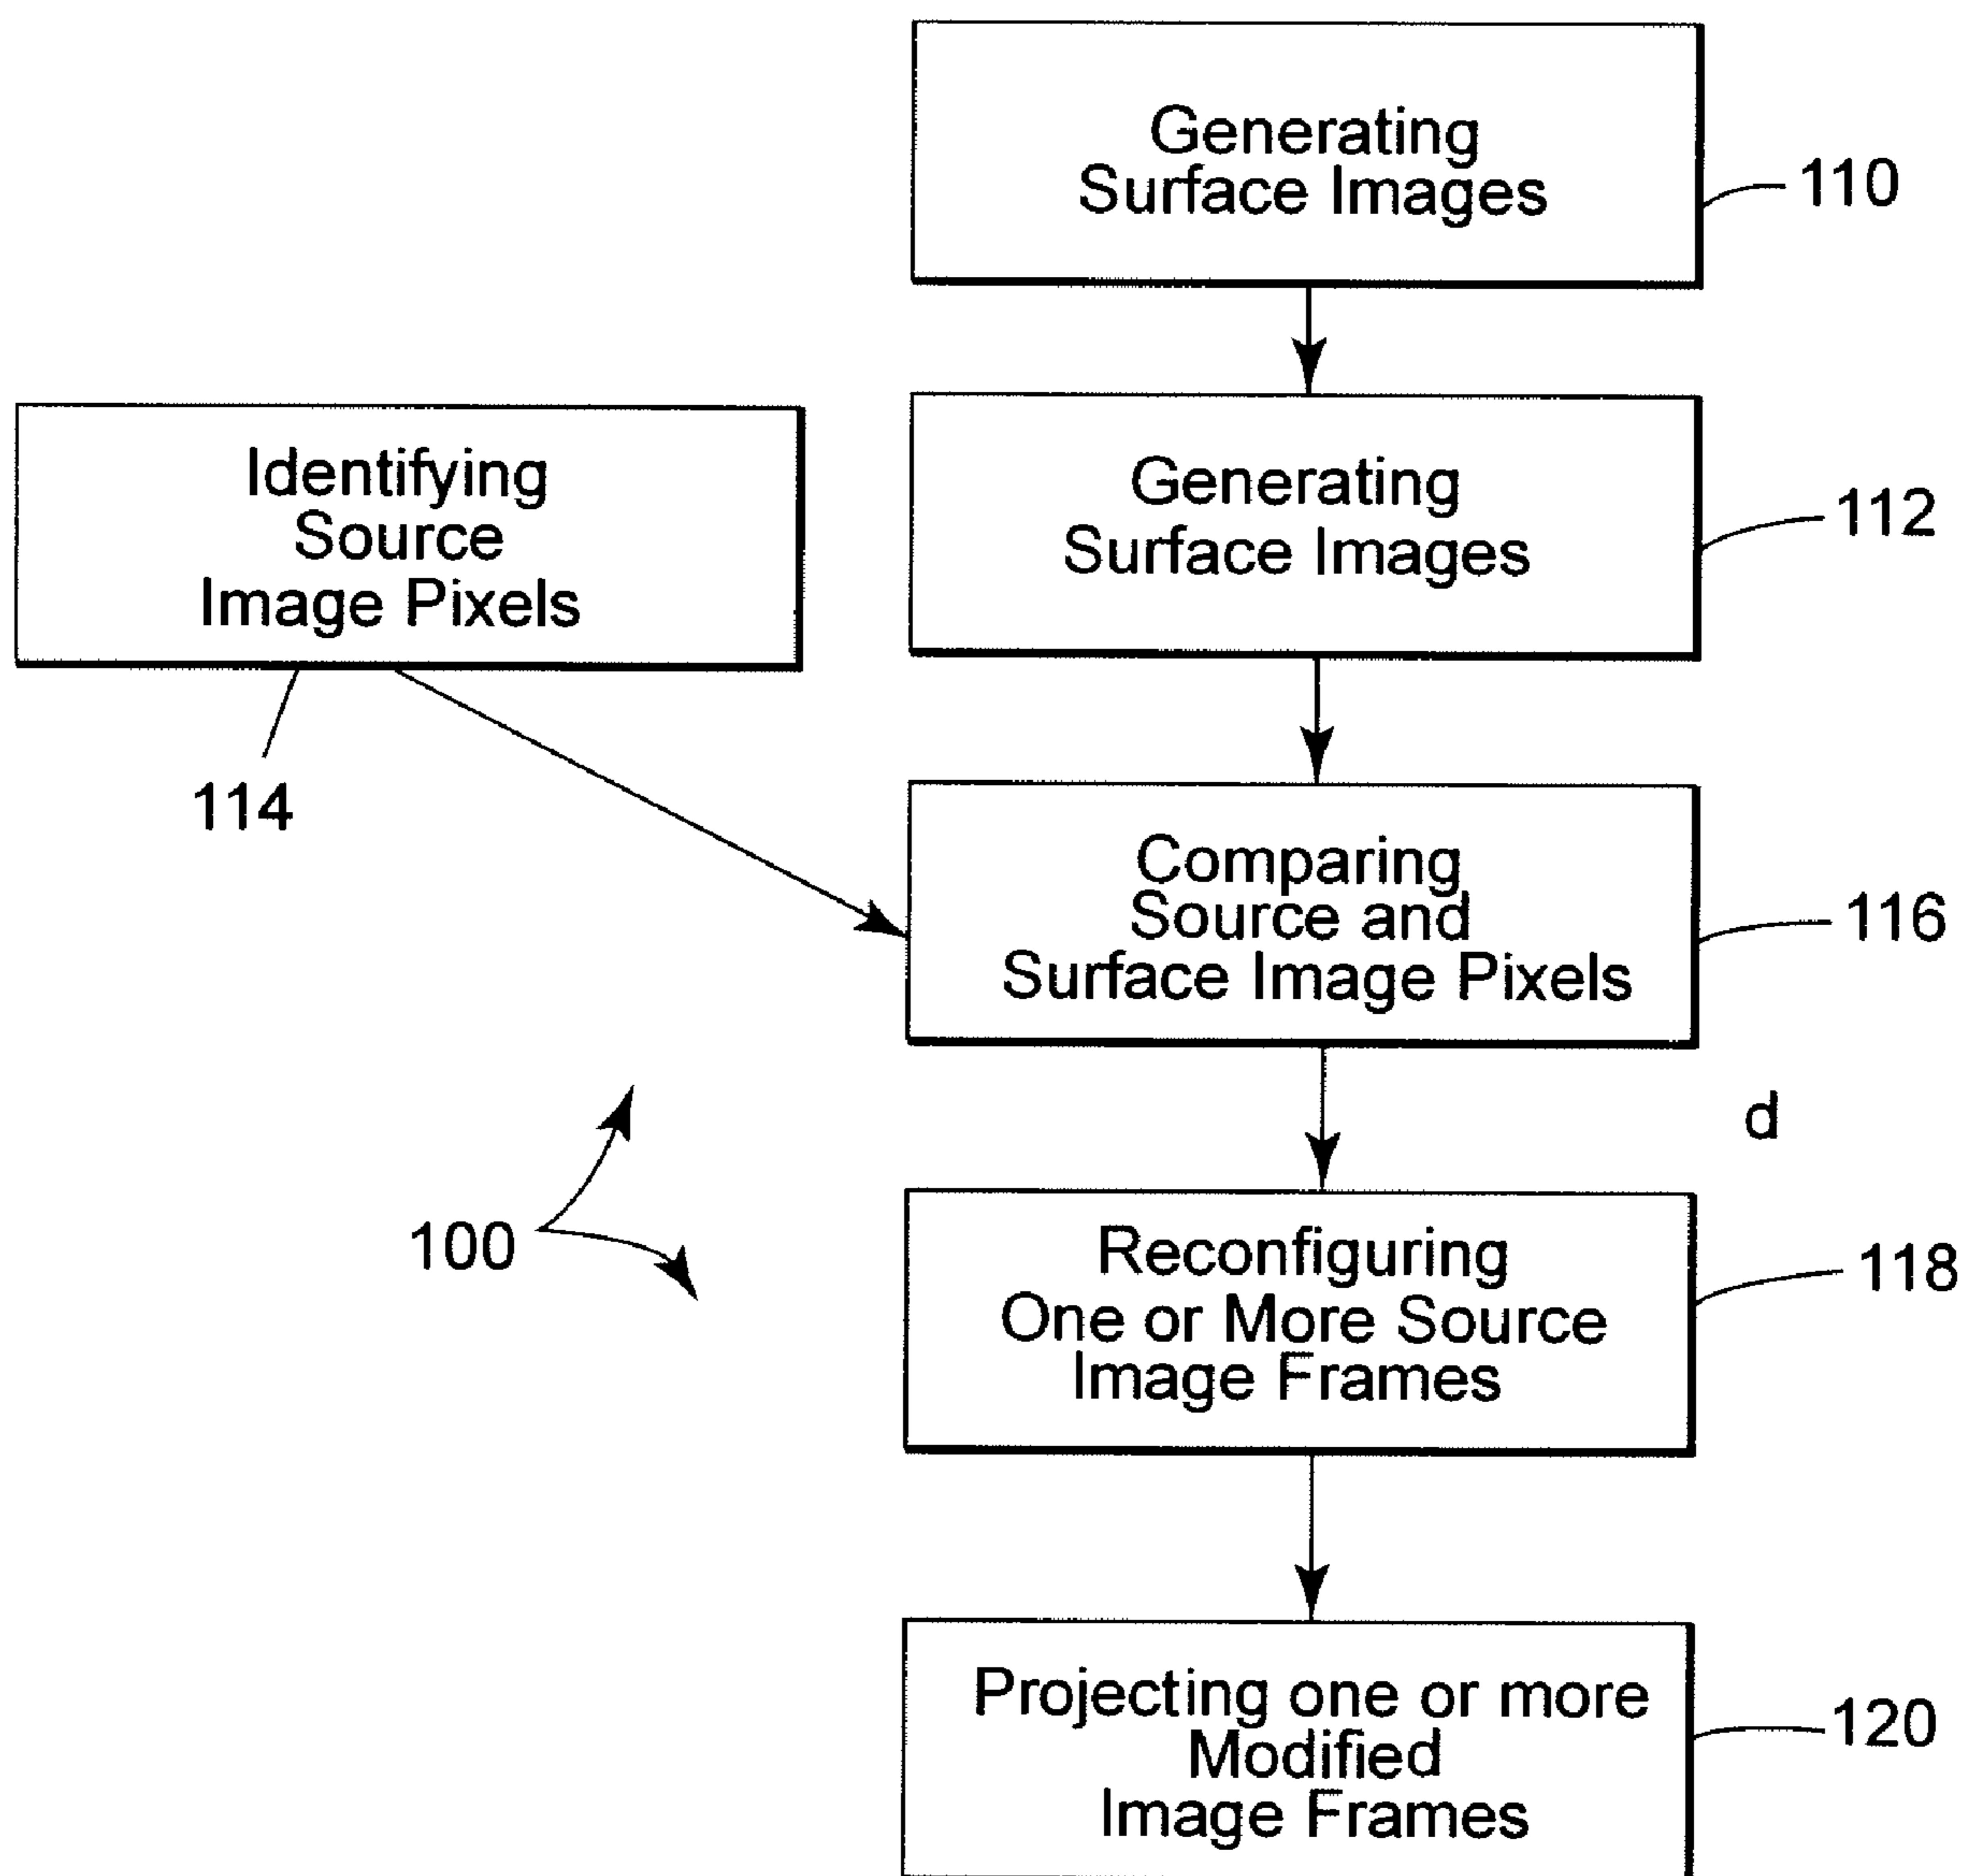 Generating
Surface Images
110
Generating
Surface Images
112
Identifying
Source
Image Pixels
114
Comparing
Source and
Surface Image Pixels
116
d
100
Reconfiguring
One or More Source
Image Frames
118
Projecting one or more
Modified
Image Frames
120